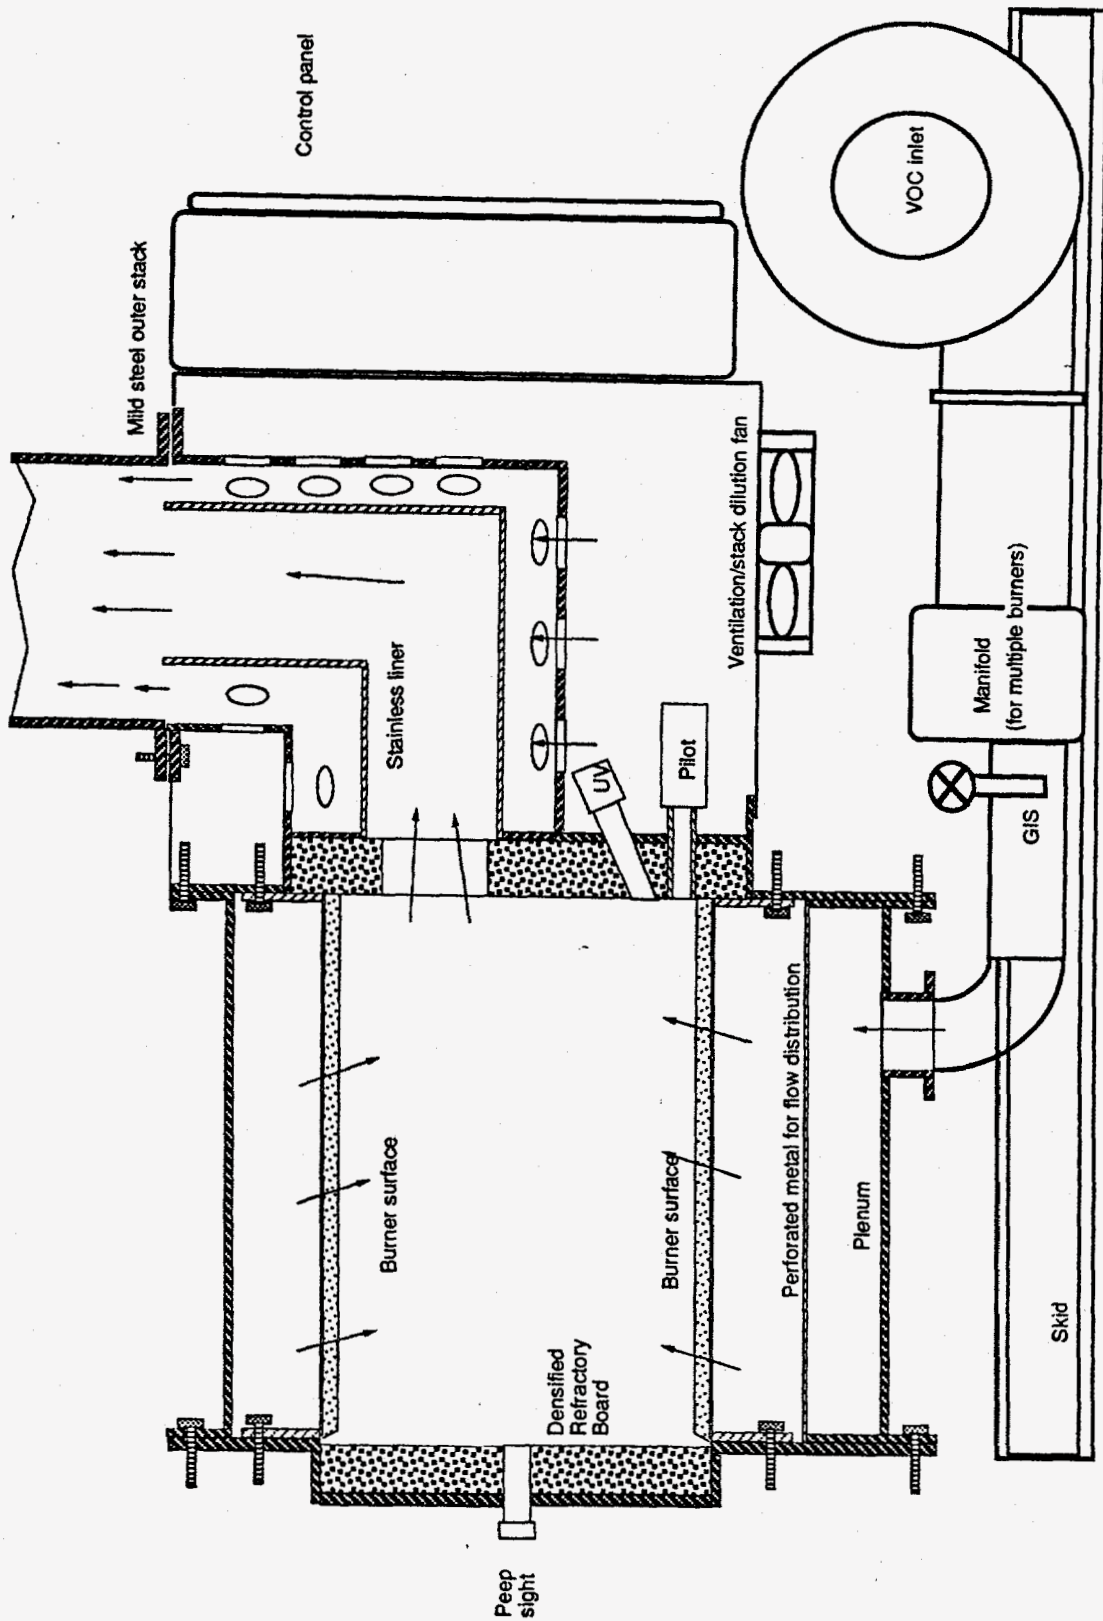 Peep
sight
Densified
Refractory
Board
Burner surface
Burner surface
Perforated metal for flow distribution
Plenum
Skid
Stainless liner
UV
Pilot
GIS
Manifold
(for multiple burners)
Ventilation/stack dilution fan
Mild steel outer stack
Control panel
VOC inlet